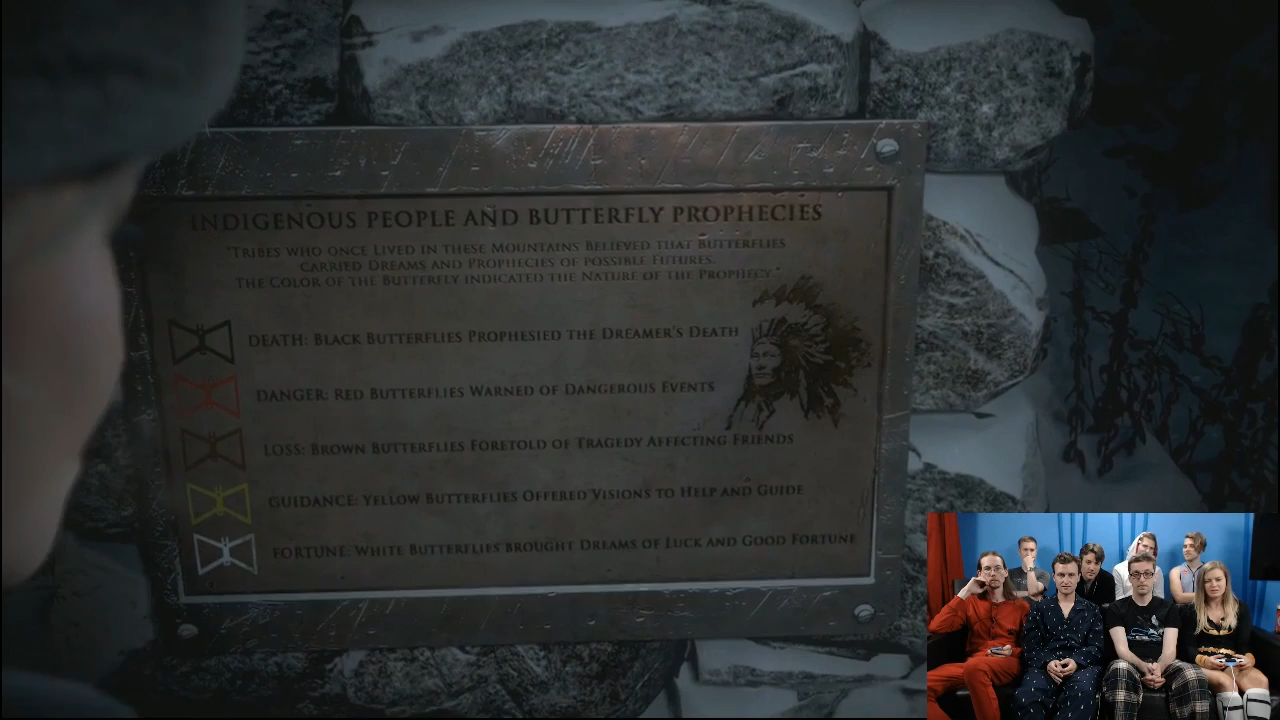 INDIGENOUS PEOPLE AND BUTTERFLY PROPHECIES
"TRIBES WHO ONCE LIVED IN THESE MOUNTAINS BELIEVED THAT BUTTERFLIES
CARRIED DREAMS AND PROPHECIES OF POSSIBLE FUTURES.
THE COLOR OF THE BUTTERFLY INDICATED THE NATURE OF THE PROPHECY."
DEATH: BLACK BUTTERFLIES PROPHESIED THE DREAMER'S DEATH
DANGER: RED BUTTERFLIES WARNED OF DANGEROUS EVENTS
LOSS: BROWN BUTTERFLIES FORETOLD OF TRAGEDY AFFECTING FRIENDS
GUIDANCE: YELLOW BUTTERFLIES OFFERED VISIONS TO HELP AND GUIDE
FORTUNE: WHITE BUTTERFLIES BROUGHT DREAMS OF LUCK AND GOOD FORTUNE